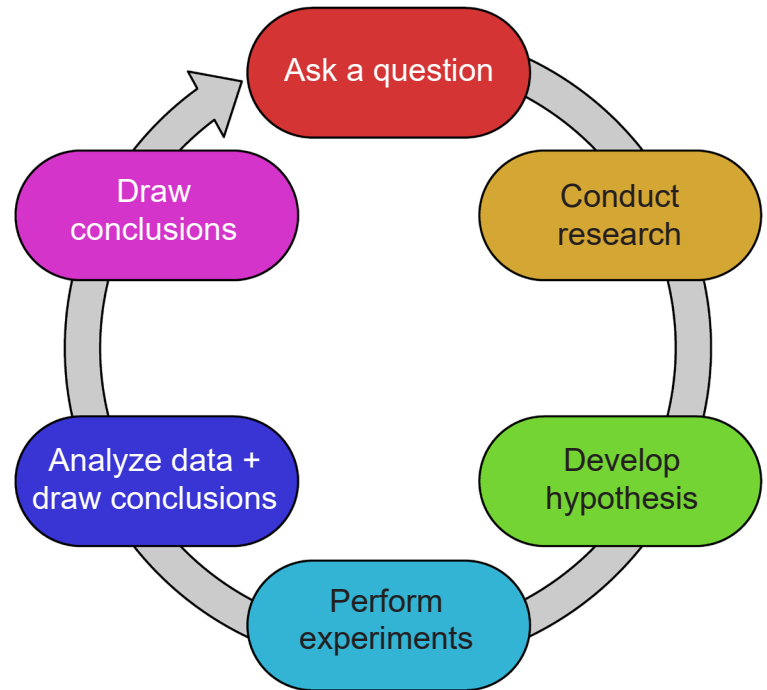 Ask a question
Conduct
research
Develop
hypothesis
Perform
experiments
Analyze data +
draw conclusions
Draw
conclusions